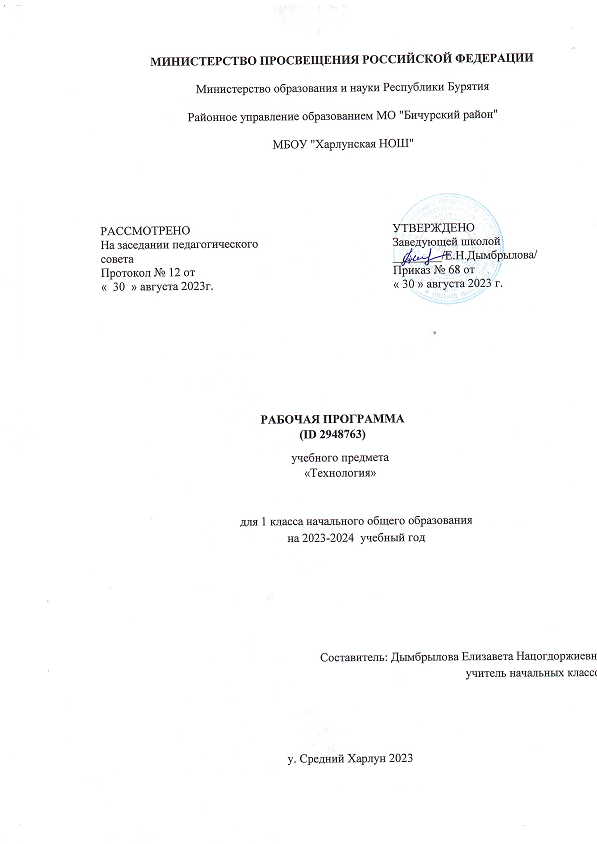 МИНИСТЕРСТВО ПРОСВЕЩЕНИЯ РОССИЙСКОЙ ФЕДЕРАЦИИ
Министерство образования и науки Республики Бурятия
Районное управление образованием МО "Бичурский район"
МБОУ "Харлунская НОШ"
РАССМОТРЕНО
На заседании педагогического
совета
Протокол № 12 от
« 30 » августа 2023г.
УТВЕРЖДЕНО
Заведующей школой
/Е.Н.Дымбрылова/
Приказ № 68 от
« 30 » августа 2023 г.
РАБОЧАЯ ПРОГРАММА
(ID 2948763)
учебного предмета
«Технология»
для 1 класса начального общего образования
на 2023-2024 учебный год
Составитель: Дымбрылова Елизавета Нацогдоржиевн
учитель начальных классо
у. Средний Харлун 2023